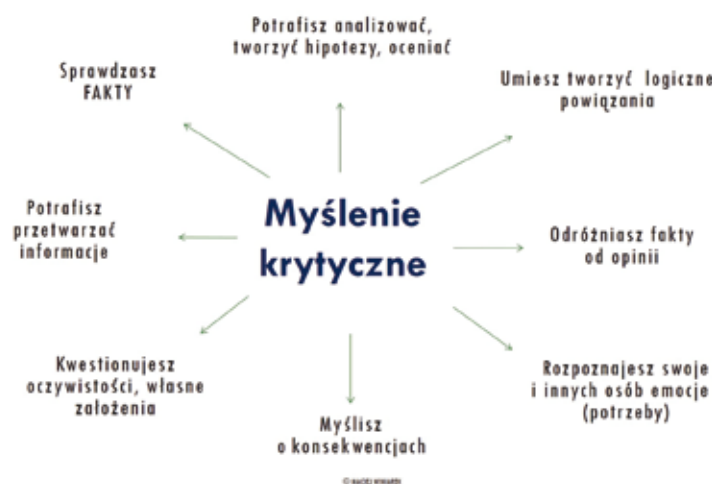 Potrafisz analizować,
tworzyć hipotezy, oceniać
Sprawdzasz
FAKTY
Umiesz tworzyć logiczne
powiązania
Potrafisz
przetwarzać
informacje
Myślenie
krytyczne
Odróżniasz fakty
od opinii
Kwestionujesz
oczywistości, własne
założenia
Rozpoznajesz swoje
i innych osób emocje
(potrzeby)
Myślisz
o konsekwencjach